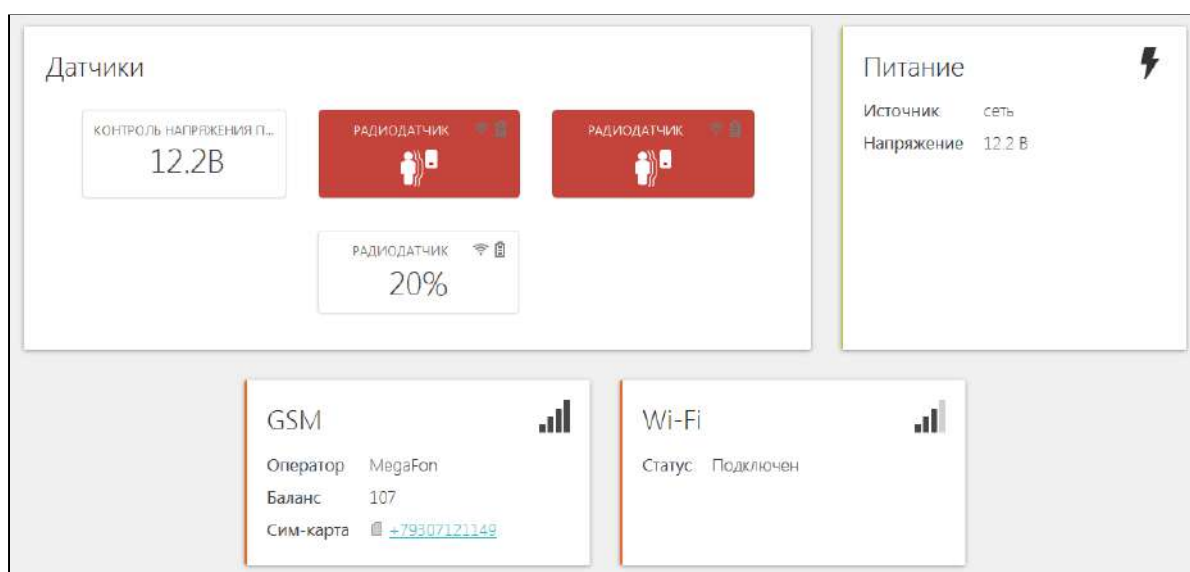 Датчики
КОНТРОЛЬ НАПРЯЖЕНИЯ П...
12.2В
РАДИОДАТЧИК
РАДИОДАТЧИК
РАДИОДАТЧИК
20%
Питание
Источник сеть
Напряжение 12.2 В
GSM
Оператор MegaFon
Баланс 107
Сим-карта +79307121149
Wi-Fi
Статус Подключен